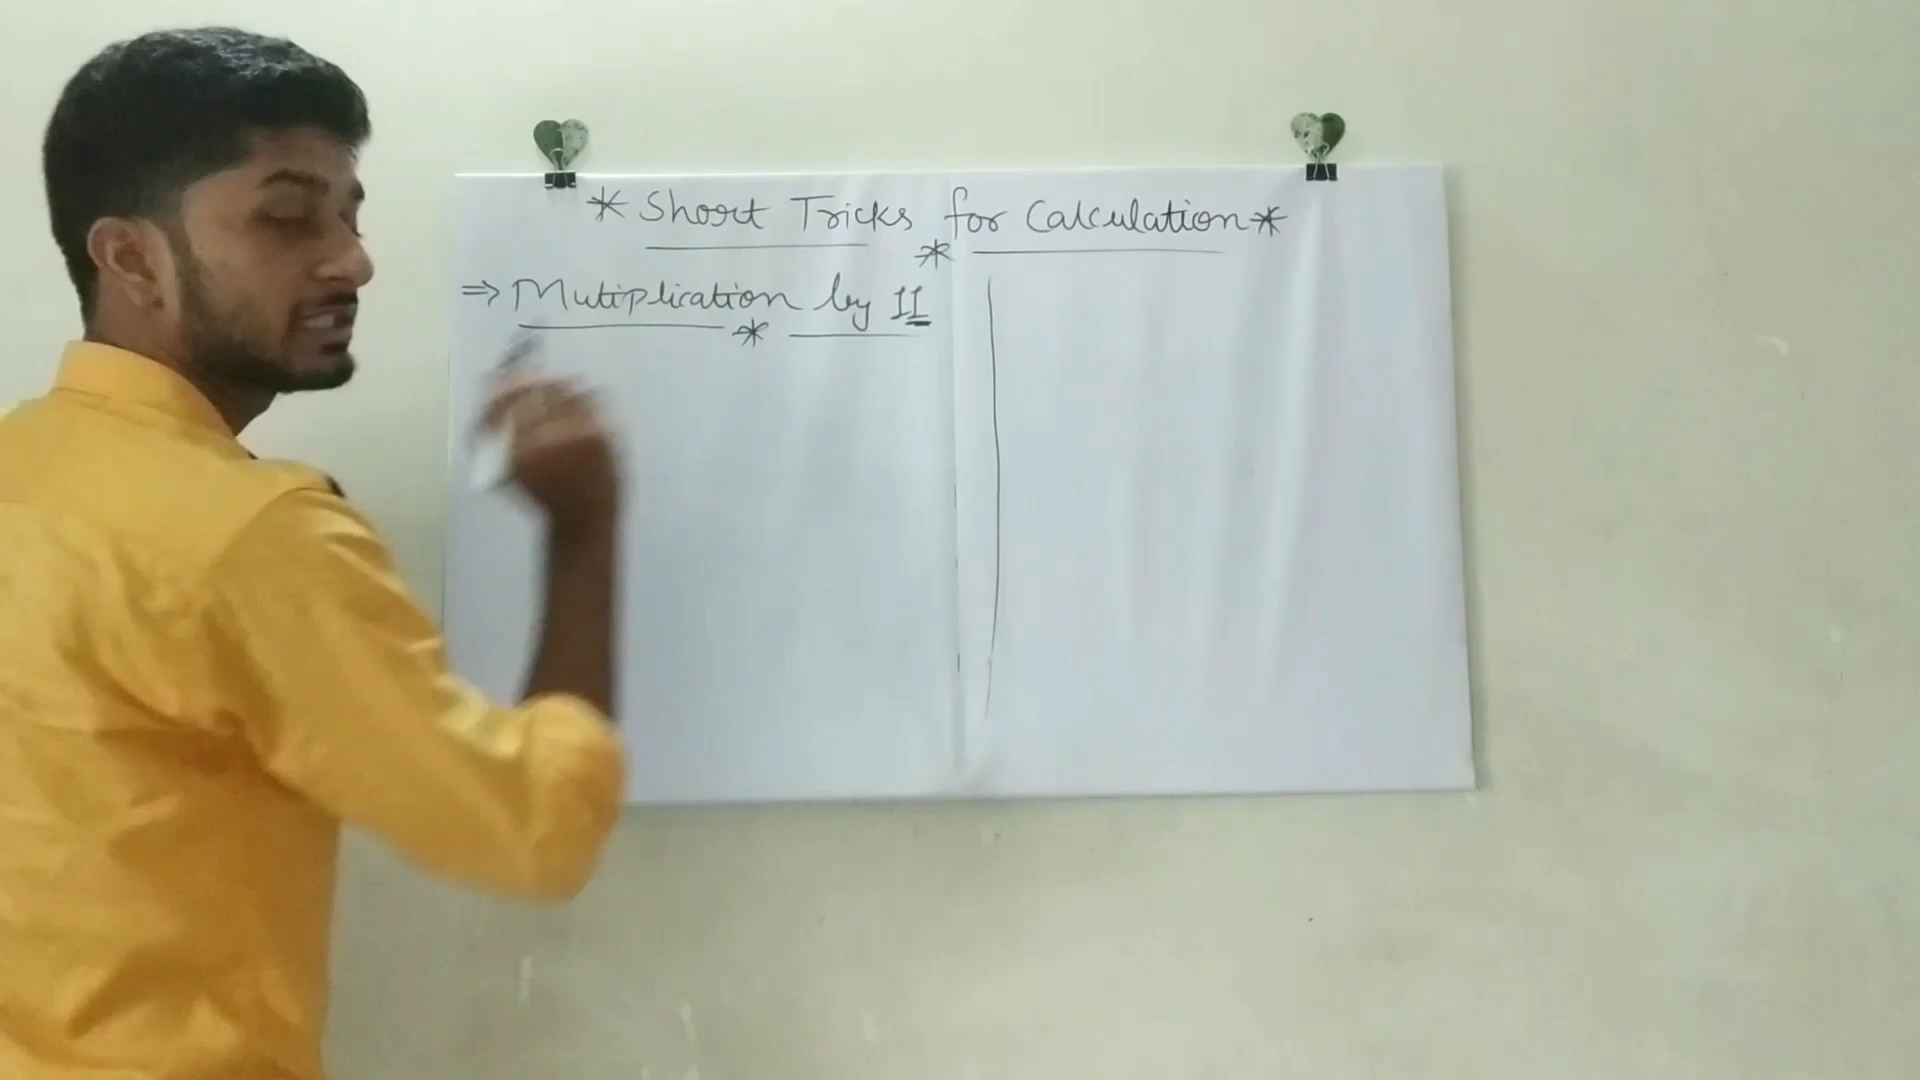 * Short Tricks for Calculation *
*
⇒ Mutiplication by 11
*